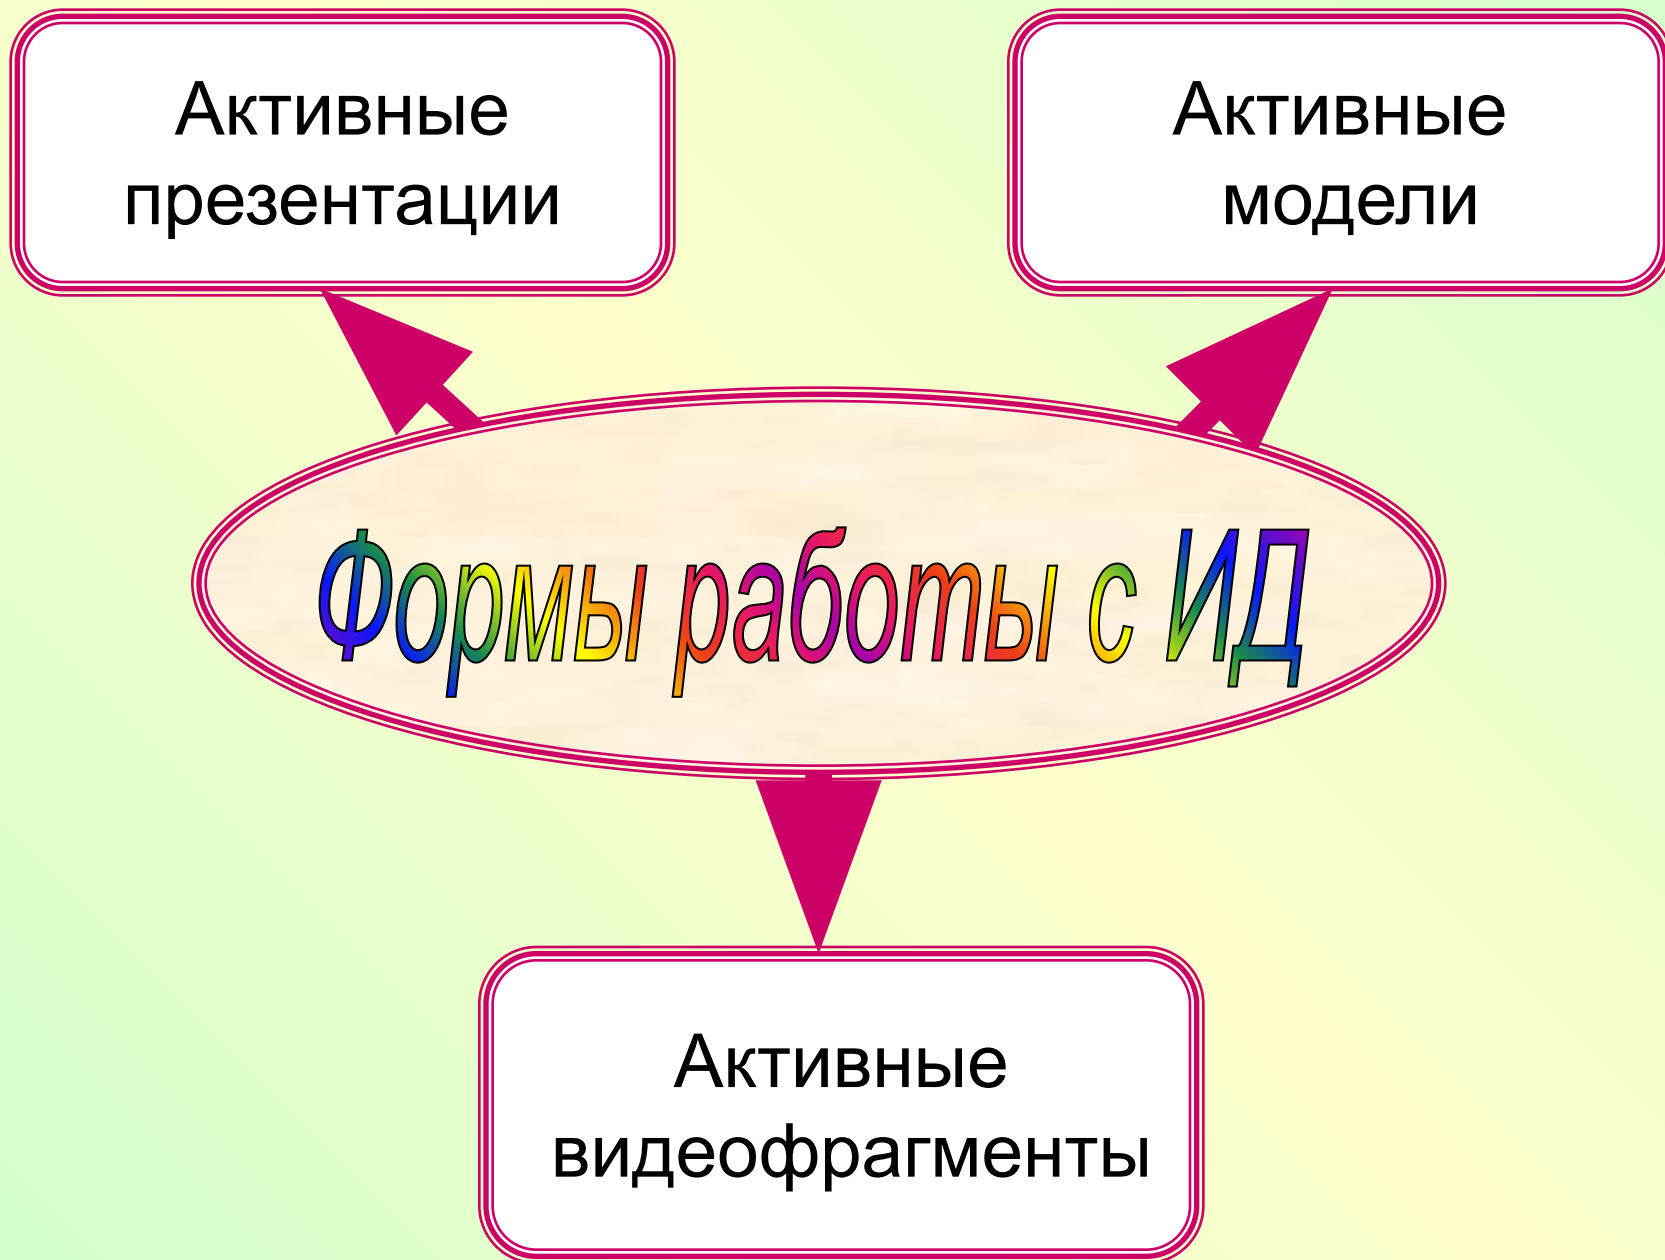 Активные
презентации
Активные
модели
Формы работы с ИД
Активные
видеофрагменты